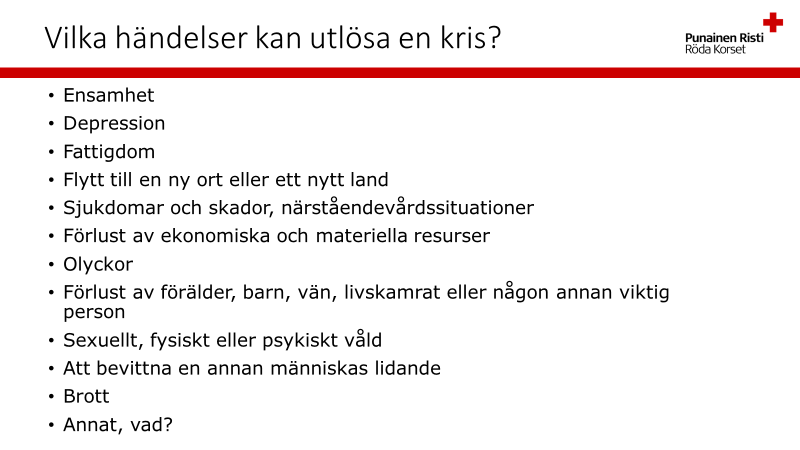 Vilka händelser kan utlösa en kris?
Punainen Risti
Röda Korset
• Ensamhet
• Depression
• Fattigdom
• Flytt till en ny ort eller ett nytt land
• Sjukdomar och skador, närståendevårdssituationer
• Förlust av ekonomiska och materiella resurser
• Olyckor
• Förlust av förälder, barn, vän, livskamrat eller någon annan viktig
person
• Sexuellt, fysiskt eller psykiskt våld
• Att bevittna en annan människas lidande
• Brott
• Annat, vad?